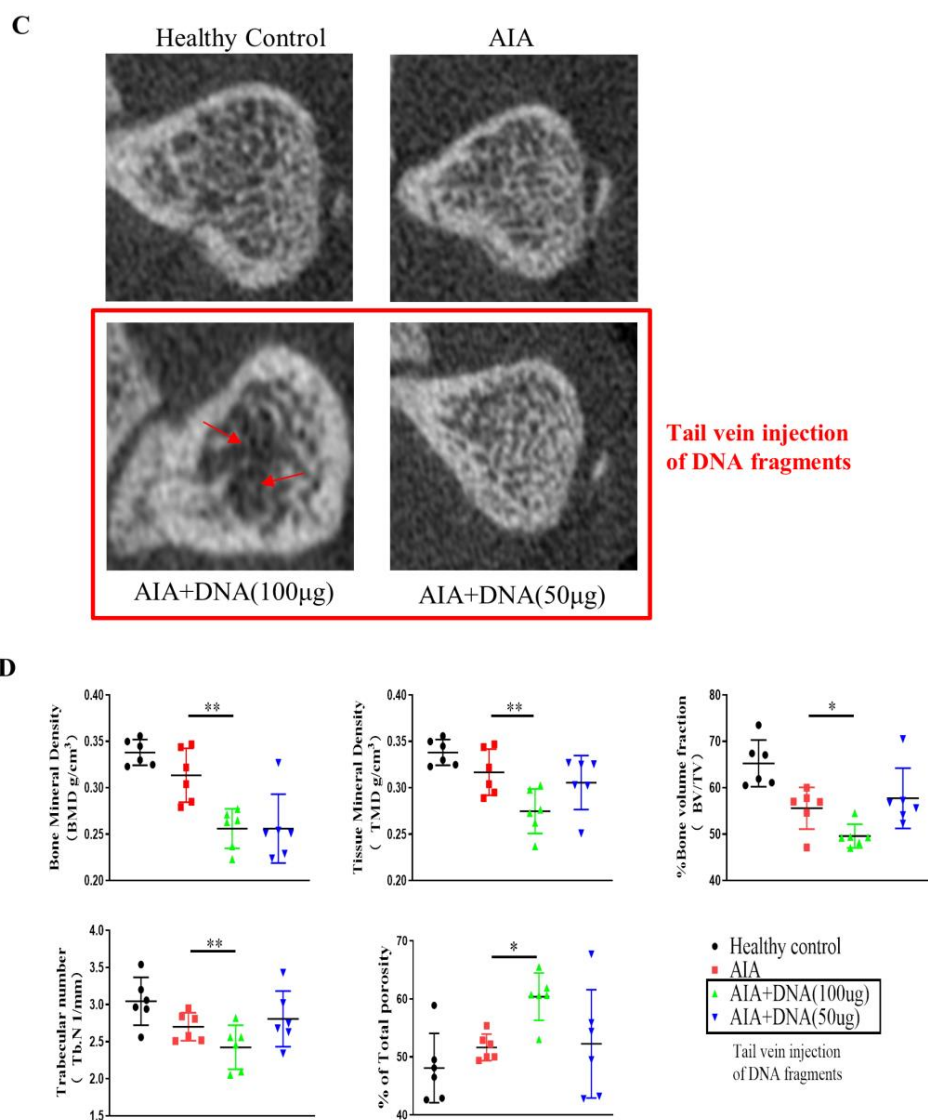 C
Healthy Control
AIA
Tail vein injection
of DNA fragments
AIA+DNA(100μg)
AIA+DNA(50μg)
D
Bone Mineral Density
(BMD g/cm³)
0.40
0.35
0.30
0.25
0.20
**
Tissue Mineral Density
( TMD g/cm³)
0.40
0.35
0.30
0.25
0.20
**
%Bone volume fraction
( BV/TV)
80
70
60
50
40
*
Trabecular number
( Tb.N 1/mm)
4.0
3.5
3.0
2.5
2.0
1.5
**
% of Total porosity
70
60
50
40
*
Healthy control
AIA
AIA+DNA(100ug)
AIA+DNA(50ug)
Tail vein injection
of DNA fragments